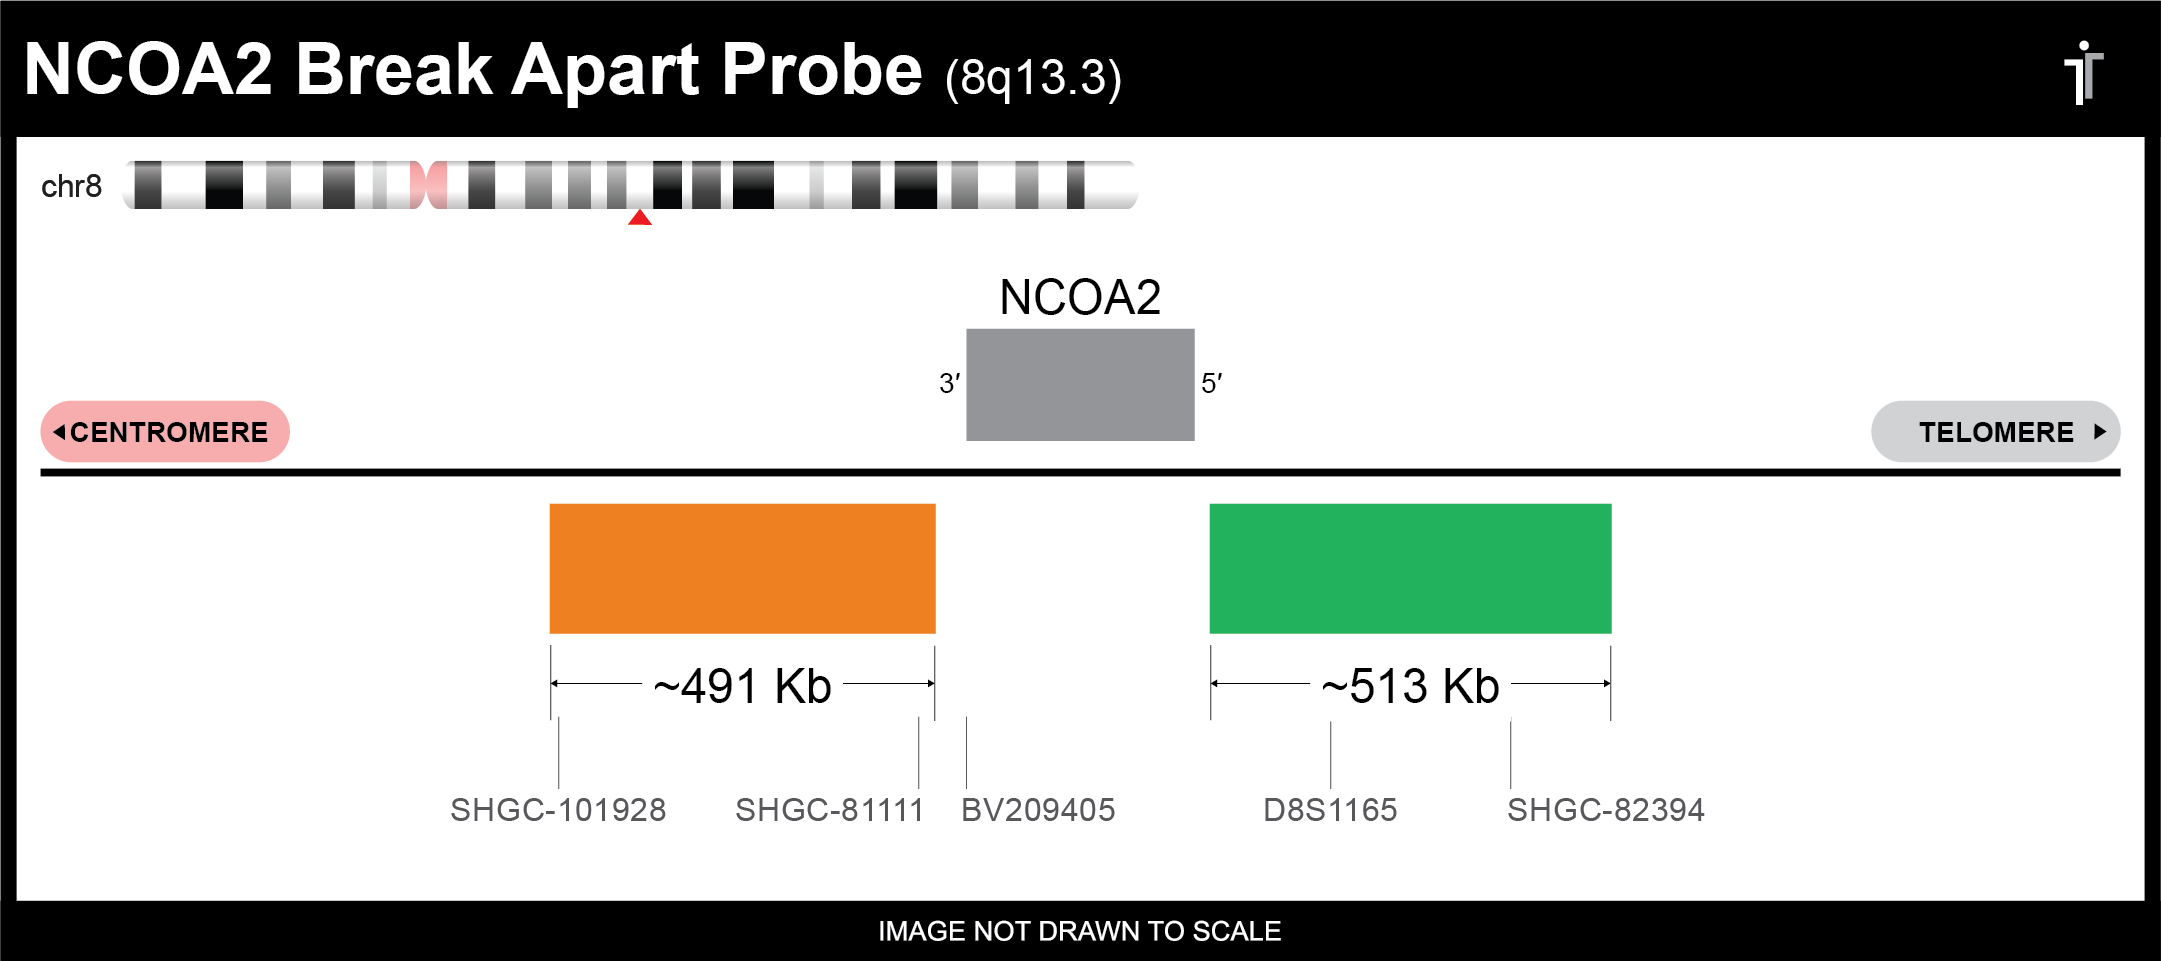 NCOA2 Break Apart Probe (8q13.3)
chr8
NCOA2
3′ 5′
CENTROMERE TELOMERE
~491 Kb ~513 Kb
SHGC-101928 SHGC-81111 BV209405 D8S1165 SHGC-82394
IMAGE NOT DRAWN TO SCALE